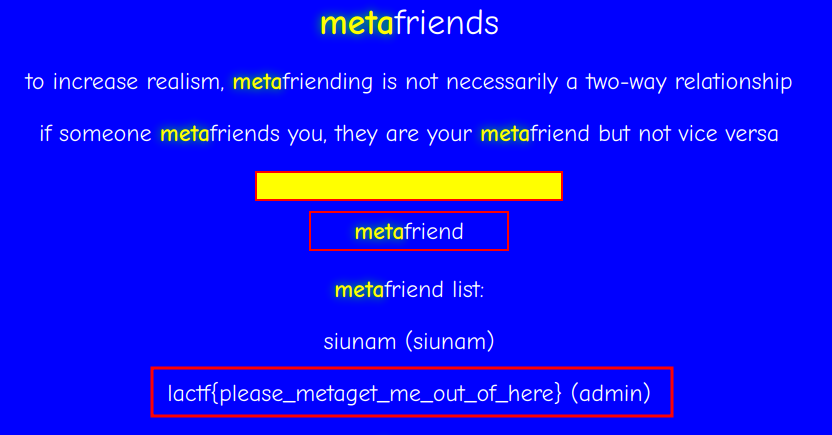 metafriends
to increase realism, metafriending is not necessarily a two-way relationship
if someone metafriends you, they are your metafriend but not vice versa
metafriend
metafriend list:
siunam (siunam)
lactf{please_metaget_me_out_of_here} (admin)